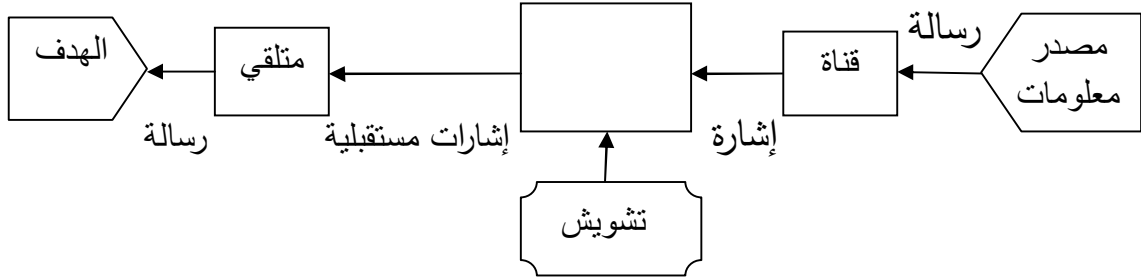 مصدر
معلومات
رسالة
قناة
إشارة
تشويش
إشارات مستقبلية
متلقي
رسالة
الهدف